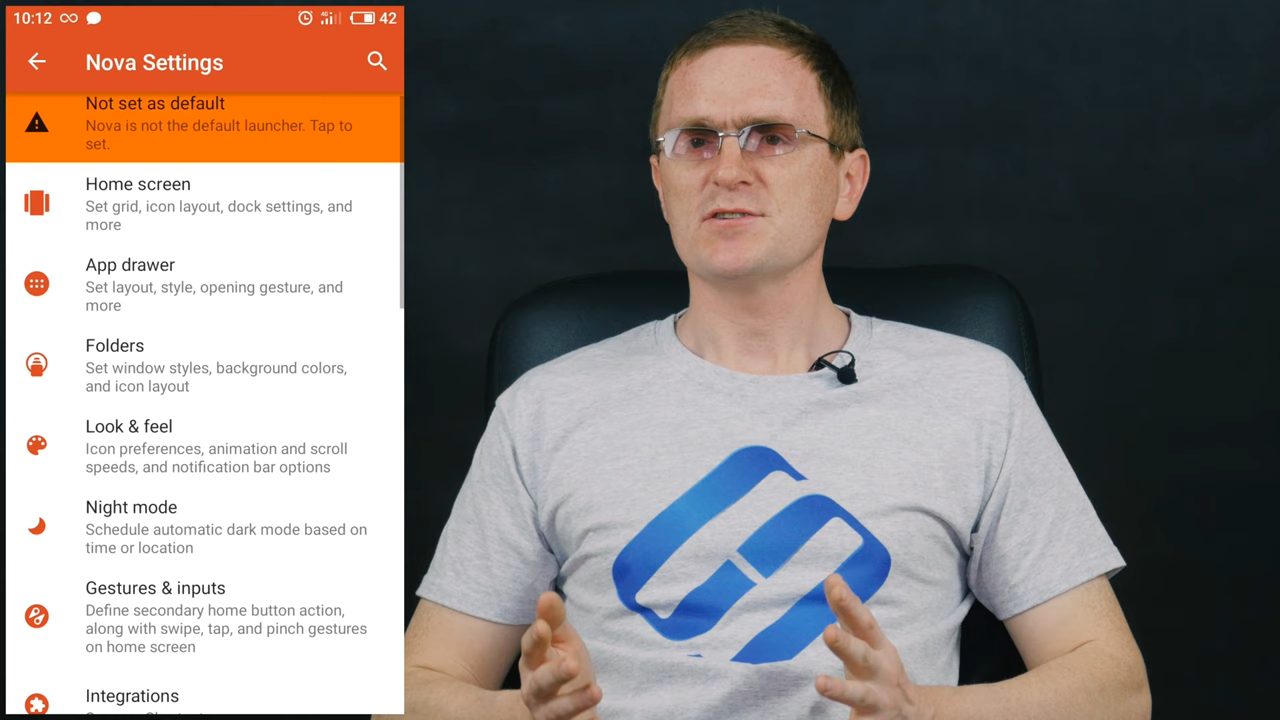 10:12
4G
42
Nova Settings
Not set as default
Nova is not the default launcher. Tap to
set.
Home screen
Set grid, icon layout, dock settings, and
more
App drawer
Set layout, style, opening gesture, and
more
Folders
Set window styles, background colors,
and icon layout
Look & feel
Icon preferences, animation and scroll
speeds, and notification bar options
Night mode
Schedule automatic dark mode based on
time or location
Gestures & inputs
Define secondary home button action,
along with swipe, tap, and pinch gestures
on home screen
Integrations